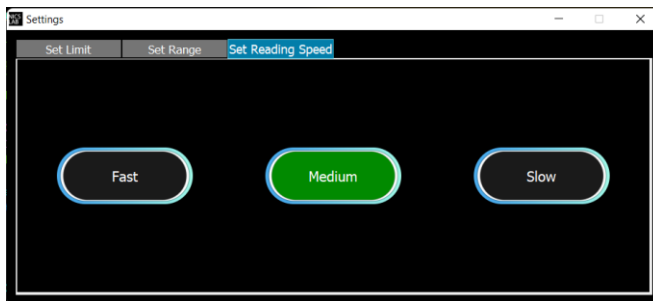 Settings
Set Limit Set Range Set Reading Speed
Fast Medium Slow